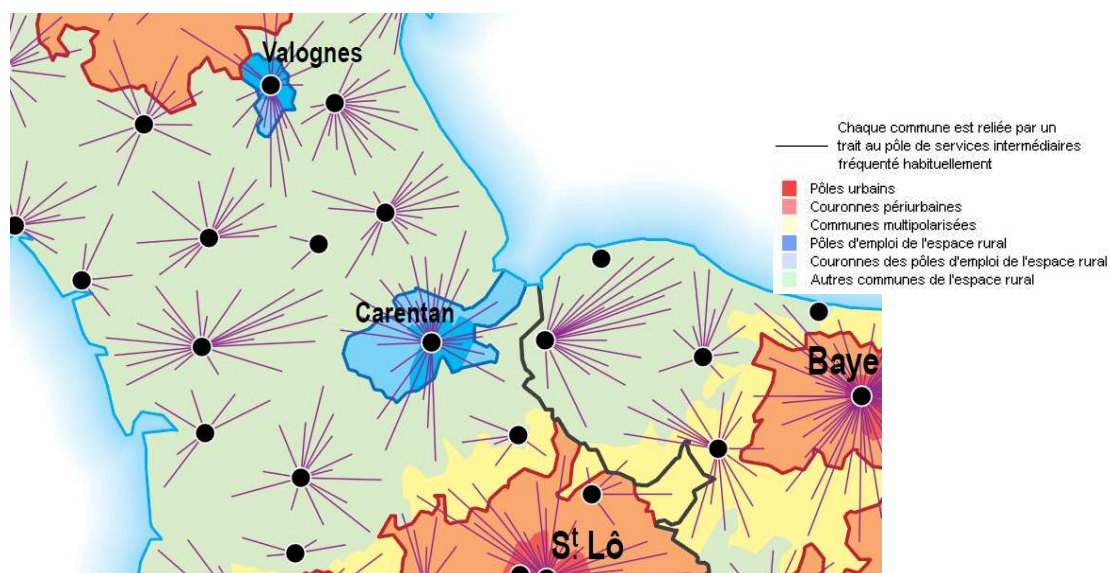 Valognes
Chaque commune est reliée par un
trait au pôle de services intermédiaires
fréquenté habituellement
Pôles urbains
Couronnes périurbaines
Communes multipolarisées
Pôles d'emploi de l'espace rural
Couronnes des pôles d'emploi de l'espace rural
Autres communes de l'espace rural
Carentan
Baye
St Lô